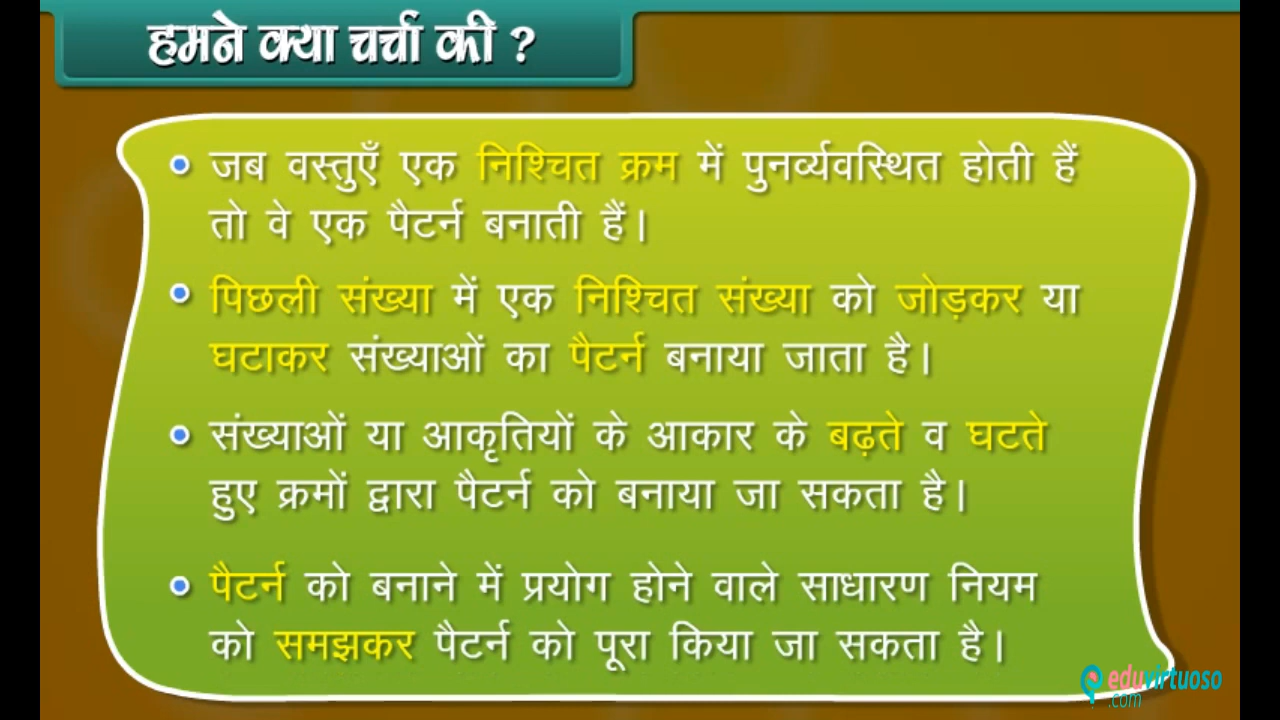 हमने क्या चर्चा की ?
जब वस्तुएँ एक निश्चित क्रम में पुनर्व्यवस्थित होती हैं
तो वे एक पैटर्न बनाती हैं।
पिछली संख्या में एक निश्चित संख्या को जोड़कर या
घटाकर संख्याओं का पैटर्न बनाया जाता है।
संख्याओं या आकृतियों के आकार के बढ़ते व घटते
हुए क्रमों द्वारा पैटर्न को बनाया जा सकता है।
पैटर्न को बनाने में प्रयोग होने वाले साधारण नियम
को समझकर पैटर्न को पूरा किया जा सकता है।
eduvirtuoso
.com